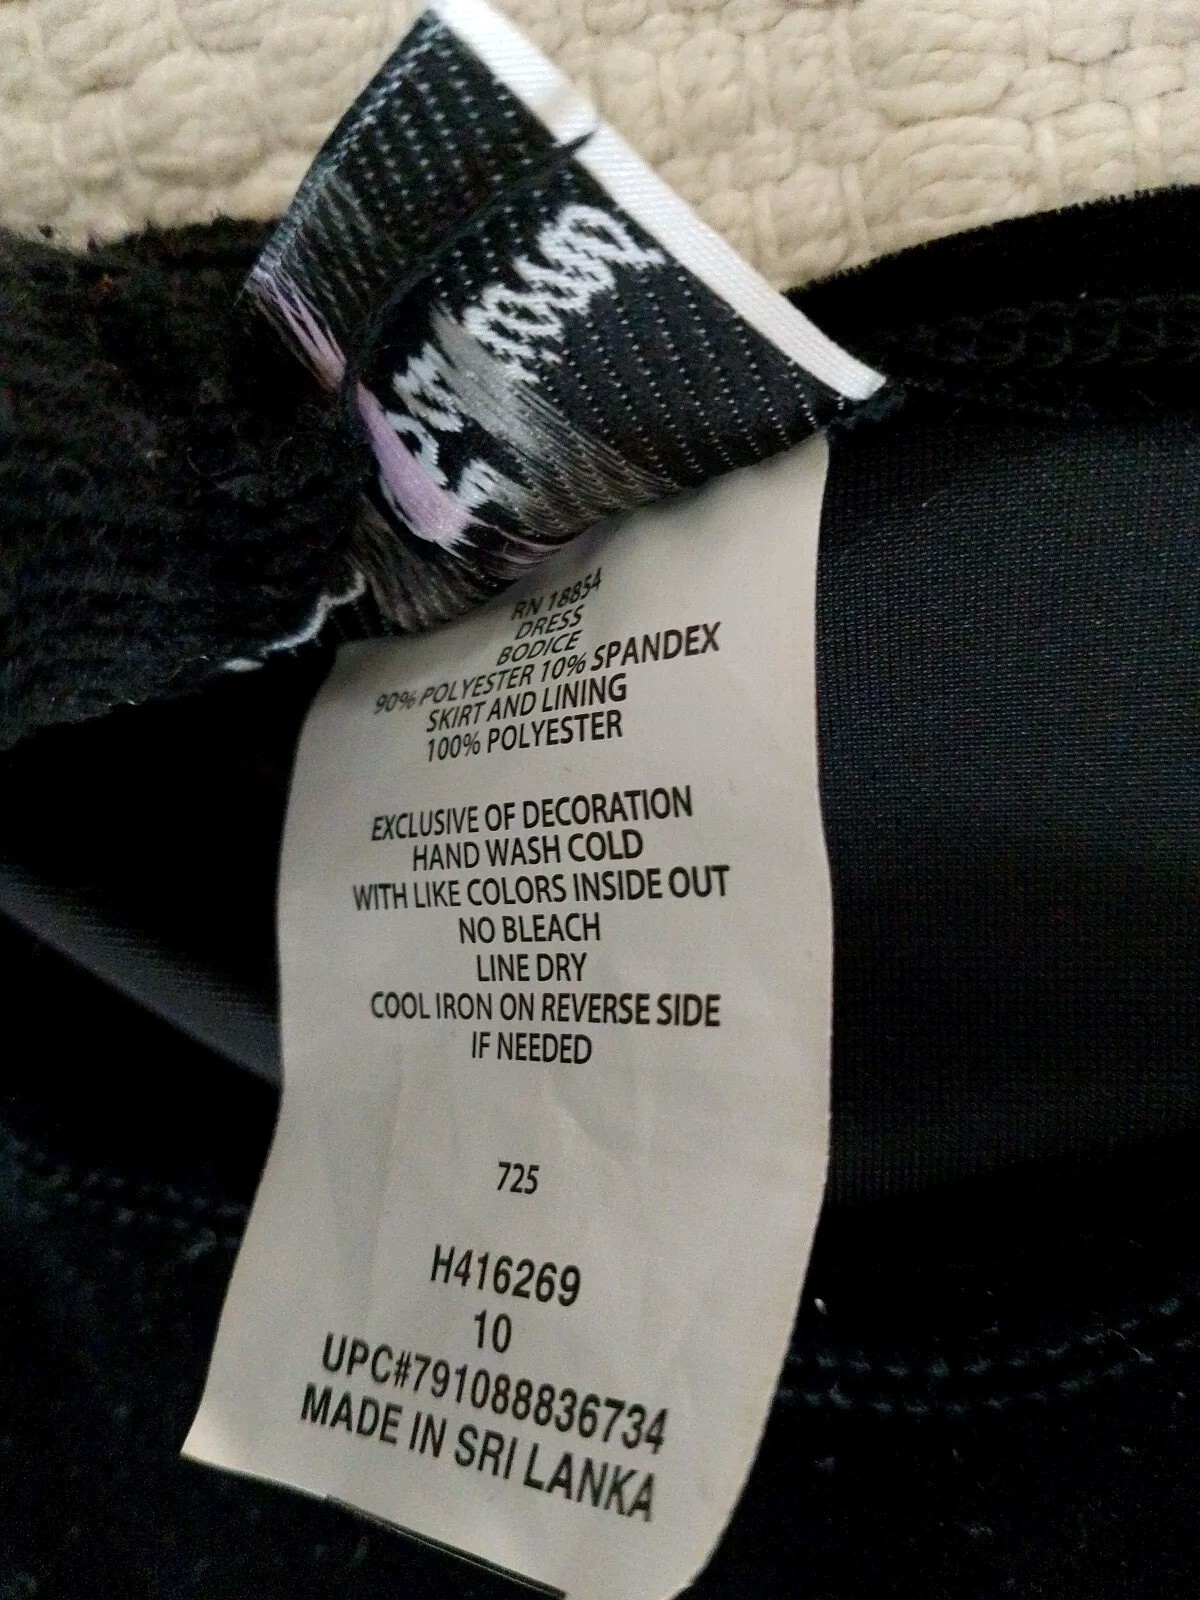 RN 18854
DRESS
BODICE
90% POLYESTER 10% SPANDEX
SKIRT AND LINING
100% POLYESTER
EXCLUSIVE OF DECORATION
HAND WASH COLD
WITH LIKE COLORS INSIDE OUT
NO BLEACH
LINE DRY
COOL IRON ON REVERSE SIDE
IF NEEDED
725
H416269
10
UPC#791088836734
MADE IN SRI LANKA